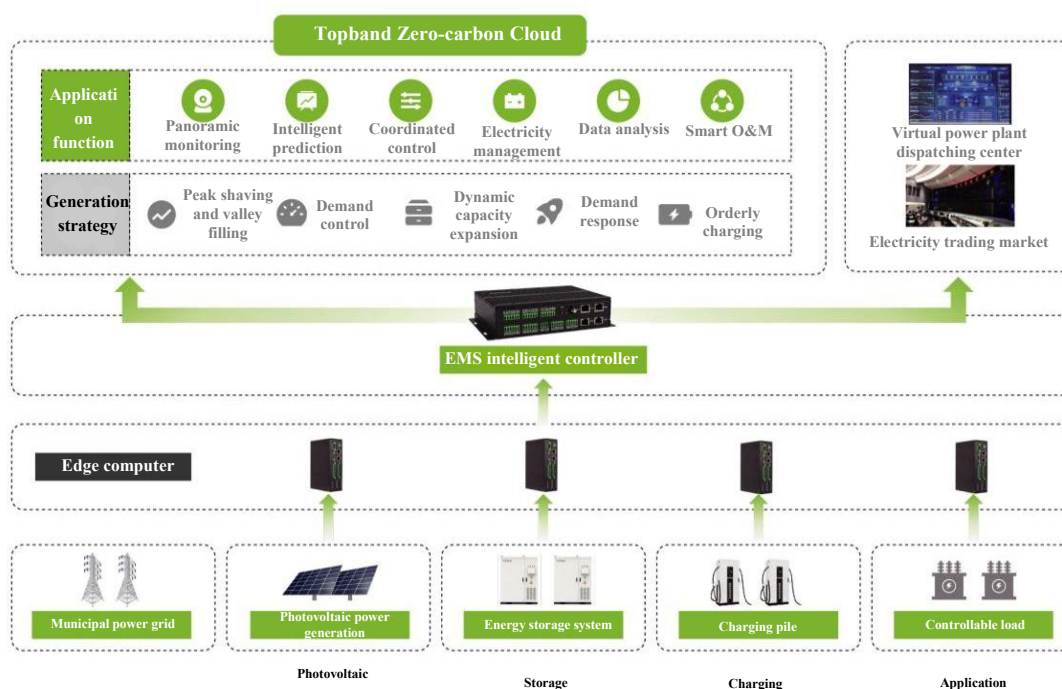 Topband Zero-carbon Cloud
Applicati
on
function
Panoramic
monitoring
Intelligent
prediction
Coordinated
control
Electricity
management
Data analysis
Smart O&M
Generation
strategy
Peak shaving
and valley
filling
Demand
control
Dynamic
capacity
expansion
Demand
response
Orderly
charging
Virtual power plant
dispatching center
Electricity trading market
EMS intelligent controller
Edge computer
Municipal power grid
Photovoltaic power
generation
Energy storage system
Charging pile
Controllable load
Photovoltaic
Storage
Charging
Application